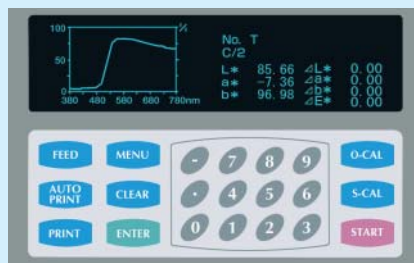 100
%
50
0
380 480 580 680 780nm
No. T
C/2
L* 85.66 ⊿L* 0.00
a* -7.36 ⊿a* 0.00
b* 96.98 ⊿b* 0.00
⊿E* 0.00
FEED MENU - 7 8 9 O-CAL
AUTO PRINT CLEAR . 4 5 6 S-CAL
PRINT ENTER 0 1 2 3 START